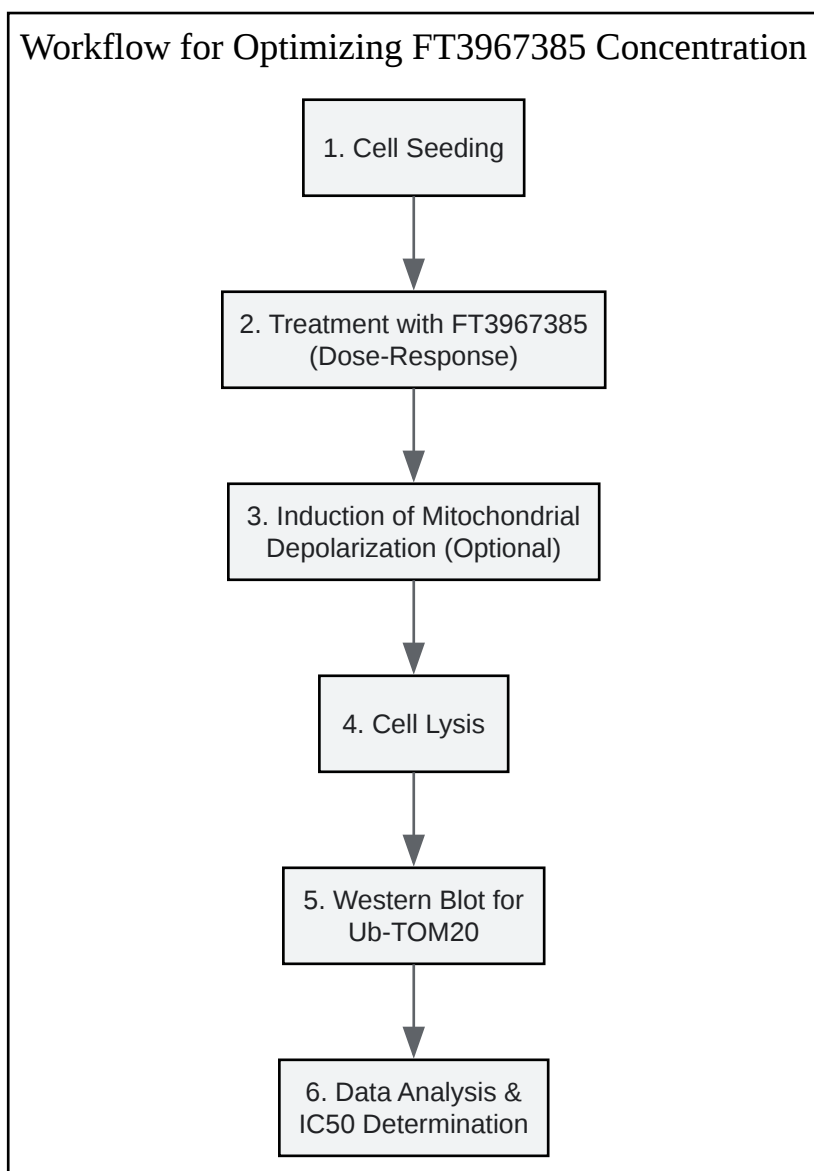 Workflow for Optimizing FT3967385 Concentration
1. Cell Seeding
2. Treatment with FT3967385
(Dose-Response)
3. Induction of Mitochondrial
Depolarization (Optional)
4. Cell Lysis
5. Western Blot for
Ub-TOM20
6. Data Analysis &
IC50 Determination